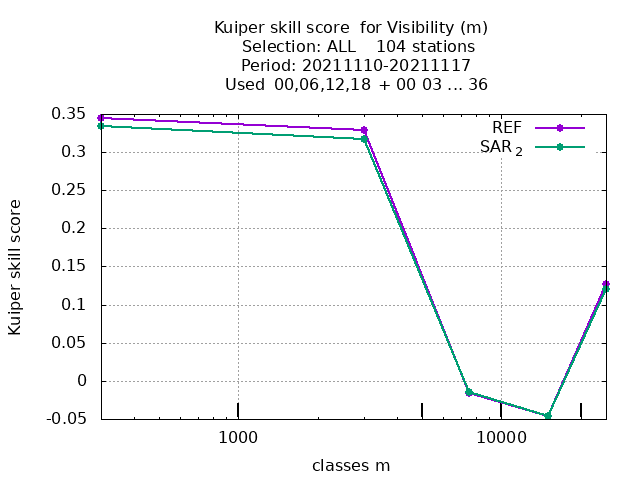 Kuiper skill score  for Visibility (m)
Selection: ALL    104 stations
Period: 20211110-20211117
Used  00,06,12,18 + 00 03 ... 36
Kuiper skill score
0.35
0.3
0.25
0.2
0.15
0.1
0.05
0
-0.05
REF
SAR 2
1000
10000
classes m